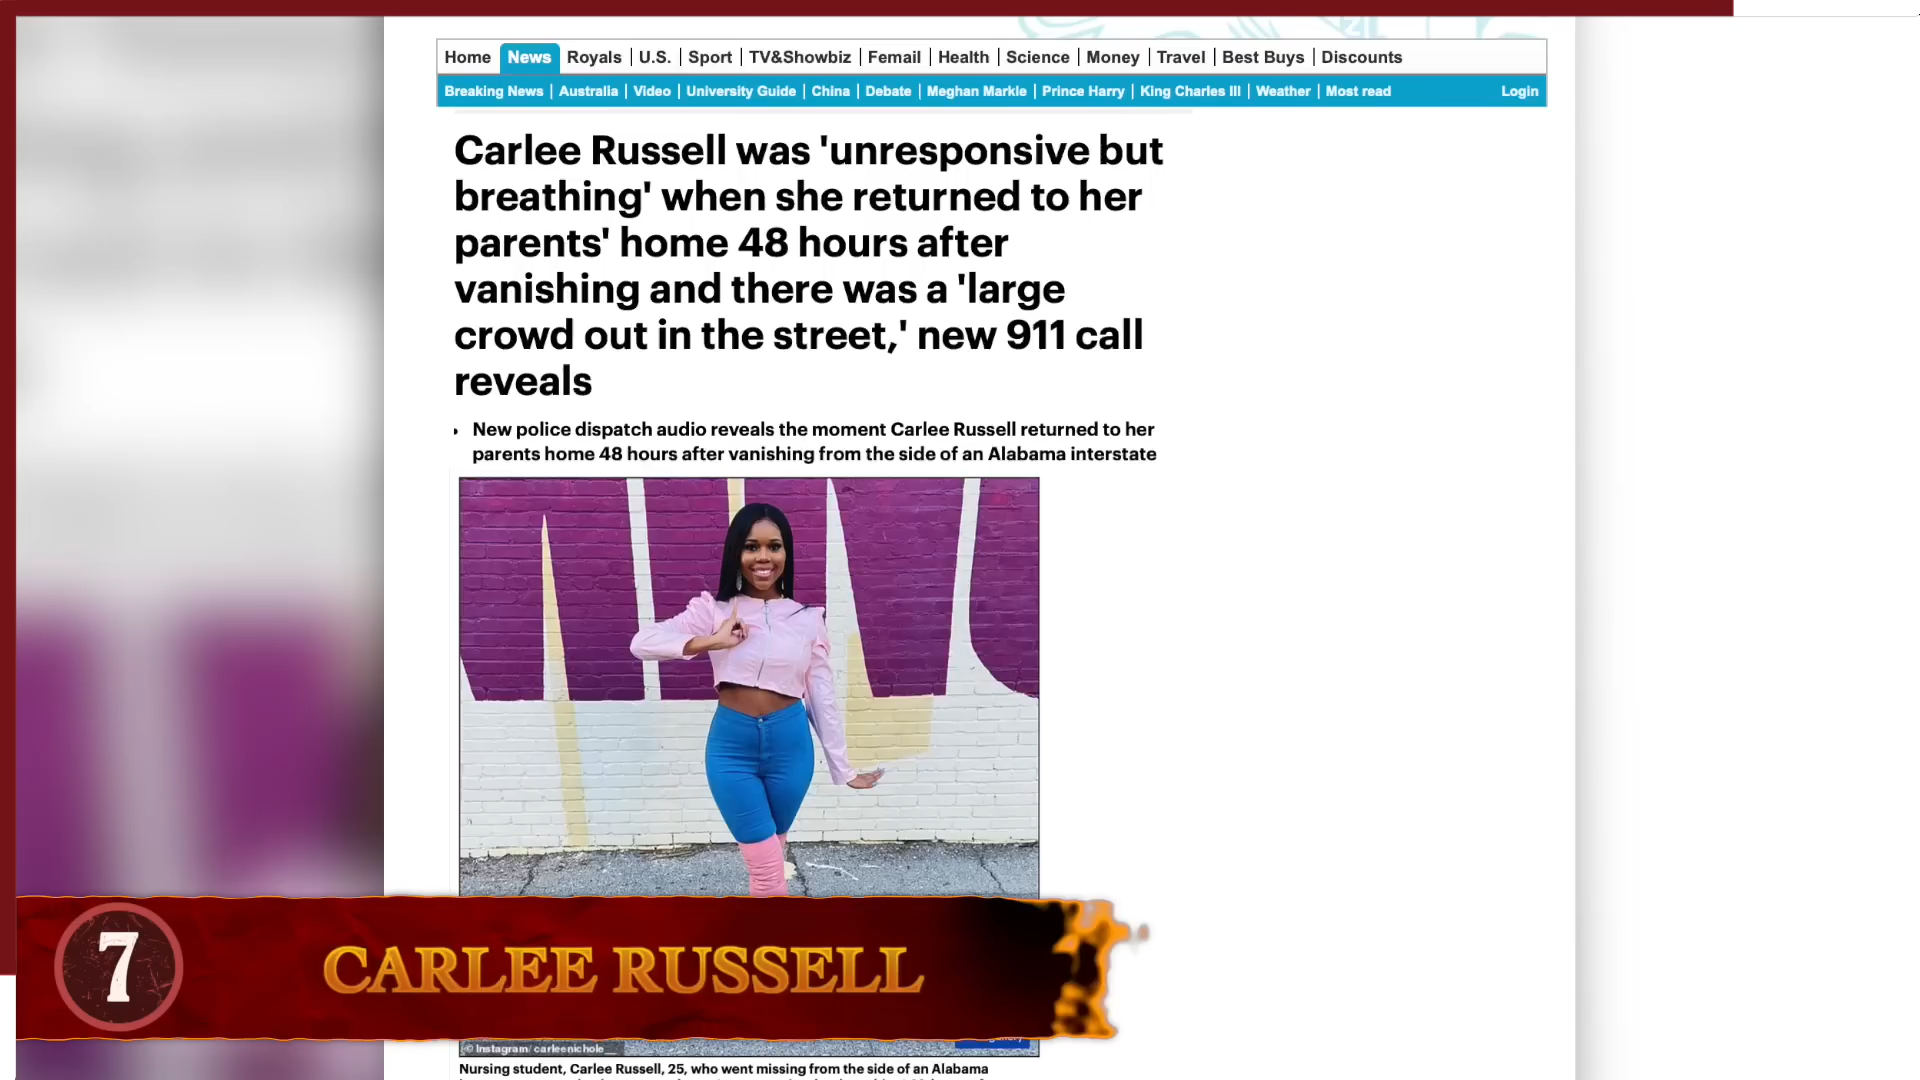 Home News Royals U.S. Sport TV&Showbiz Femail Health Science Money Travel Best Buys Discounts
Breaking News Australia Video University Guide China Debate Meghan Markle Prince Harry King Charles III Weather Most read Login
Carlee Russell was 'unresponsive but
breathing' when she returned to her
parents' home 48 hours after
vanishing and there was a 'large
crowd out in the street,' new 911 call
reveals
• New police dispatch audio reveals the moment Carlee Russell returned to her
parents home 48 hours after vanishing from the side of an Alabama interstate
7 CARLEE RUSSELL
© Instagram/ carleenichole__
Nursing student, Carlee Russell, 25, who went missing from the side of an Alabama